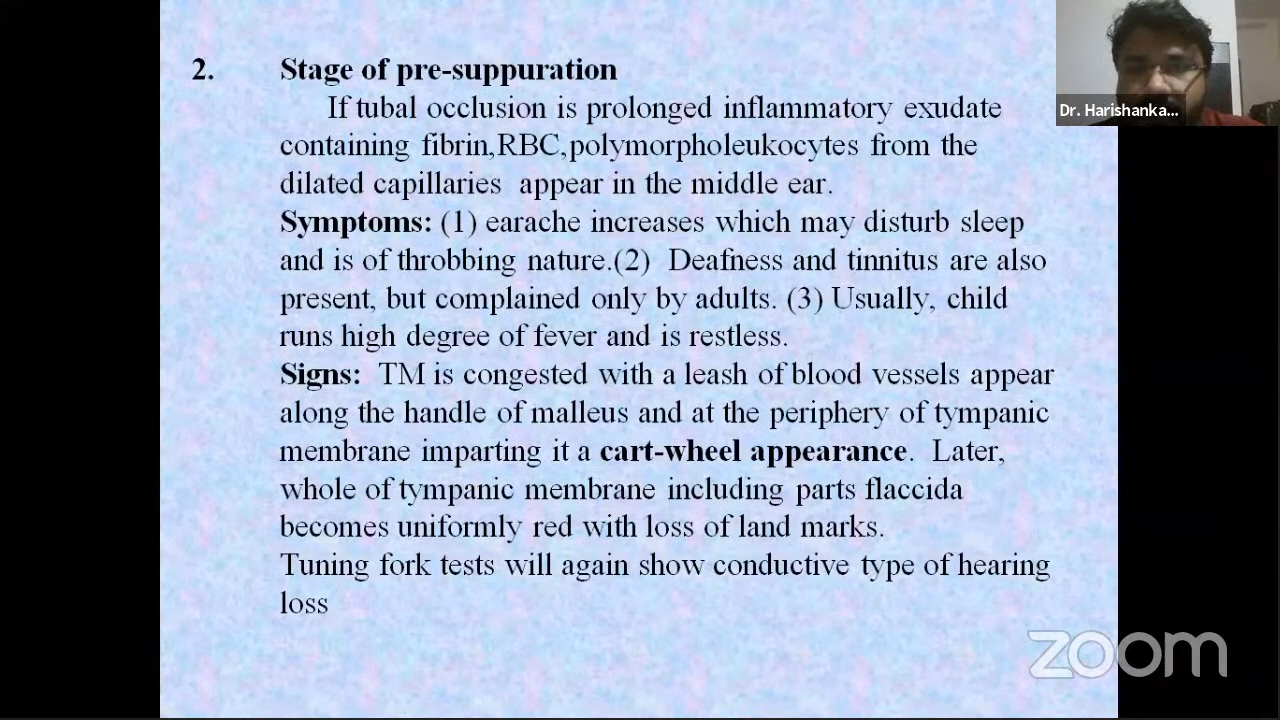 2. Stage of pre-suppuration
If tubal occlusion is prolonged inflammatory exudate
containing fibrin,RBC,polymorpholeukocytes from the
dilated capillaries appear in the middle ear.
Symptoms: (1) earache increases which may disturb sleep
and is of throbbing nature.(2) Deafness and tinnitus are also
present, but complained only by adults. (3) Usually, child
runs high degree of fever and is restless.
Signs: TM is congested with a leash of blood vessels appear
along the handle of malleus and at the periphery of tympanic
membrane imparting it a cart-wheel appearance. Later,
whole of tympanic membrane including parts flaccida
becomes uniformly red with loss of land marks.
Tuning fork tests will again show conductive type of hearing
loss
Dr. Harishanka...
zoom